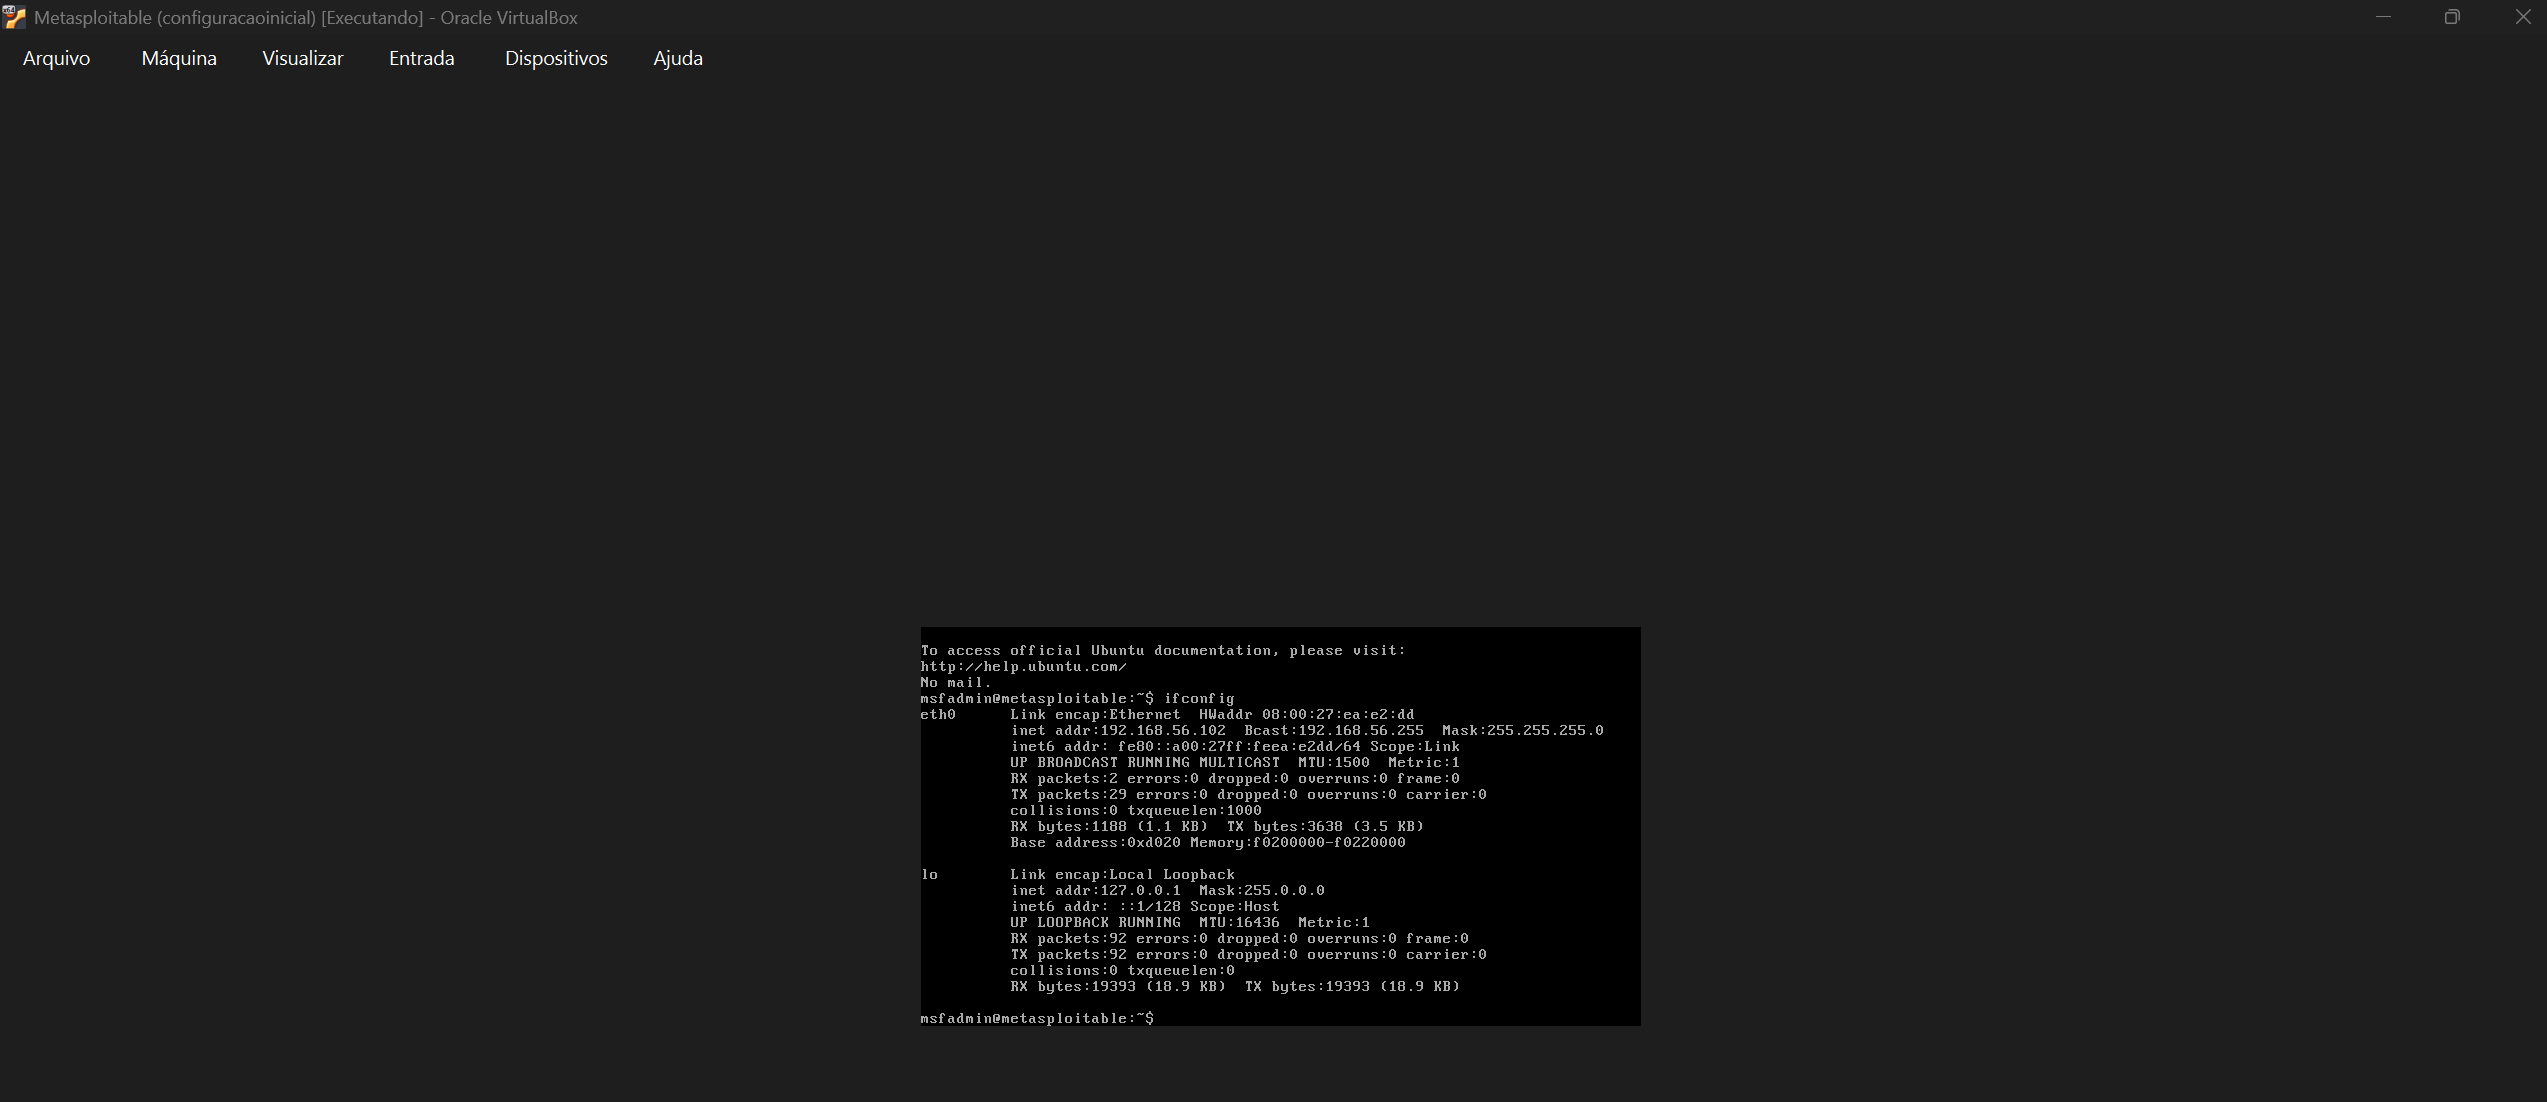 Metasploitable (configuracaoinicial) [Executando] - Oracle VirtualBox
Arquivo Máquina Visualizar Entrada Dispositivos Ajuda
To access official Ubuntu documentation, please visit:
http://help.ubuntu.com/
No mail.
msfadmin@metasploitable:~$ ifconfig
eth0      Link encap:Ethernet  HWaddr 08:00:27:ea:e2:dd
          inet addr:192.168.56.102  Bcast:192.168.56.255  Mask:255.255.255.0
          inet6 addr: fe80::a00:27ff:feea:e2dd/64 Scope:Link
          UP BROADCAST RUNNING MULTICAST  MTU:1500  Metric:1
          RX packets:2 errors:0 dropped:0 overruns:0 frame:0
          TX packets:29 errors:0 dropped:0 overruns:0 carrier:0
          collisions:0 txqueuelen:1000
          RX bytes:1188 (1.1 KB)  TX bytes:3638 (3.5 KB)
          Base address:0xd020 Memory:f0200000-f0220000
lo        Link encap:Local Loopback
          inet addr:127.0.0.1  Mask:255.0.0.0
          inet6 addr: ::1/128 Scope:Host
          UP LOOPBACK RUNNING  MTU:16436  Metric:1
          RX packets:92 errors:0 dropped:0 overruns:0 frame:0
          TX packets:92 errors:0 dropped:0 overruns:0 carrier:0
          collisions:0 txqueuelen:0
          RX bytes:19393 (18.9 KB)  TX bytes:19393 (18.9 KB)
msfadmin@metasploitable:~$